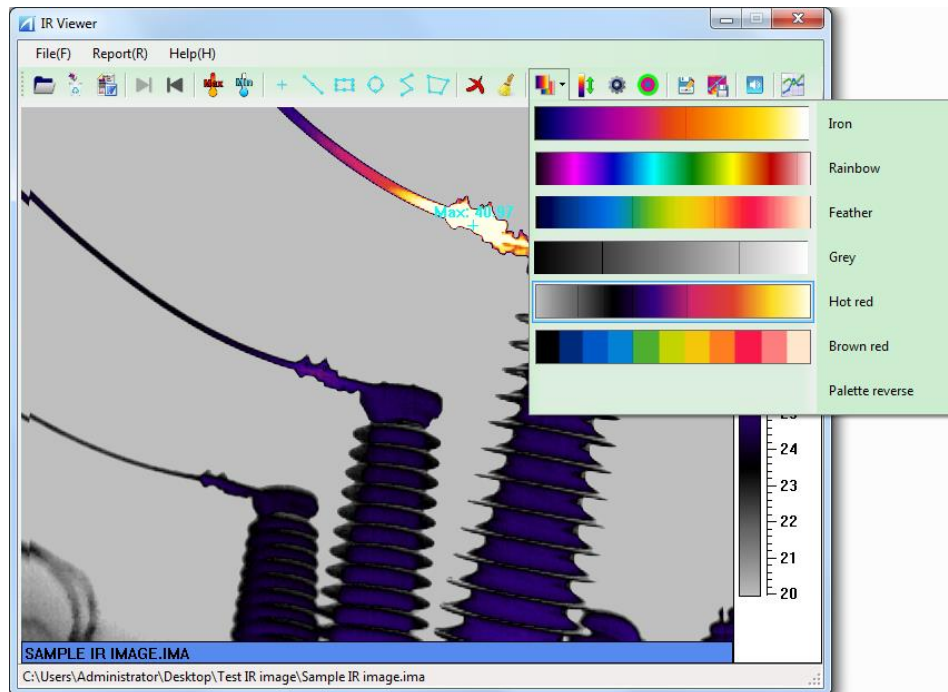 IR Viewer
File(F) Report(R) Help(H)
Max Min
Iron
Rainbow
Feather
Grey
Hot red
Brown red
Palette reverse
Max: 40.97
24
23
22
21
20
SAMPLE IR IMAGE.IMA
C:\Users\Administrator\Desktop\Test IR image\Sample IR image.ima